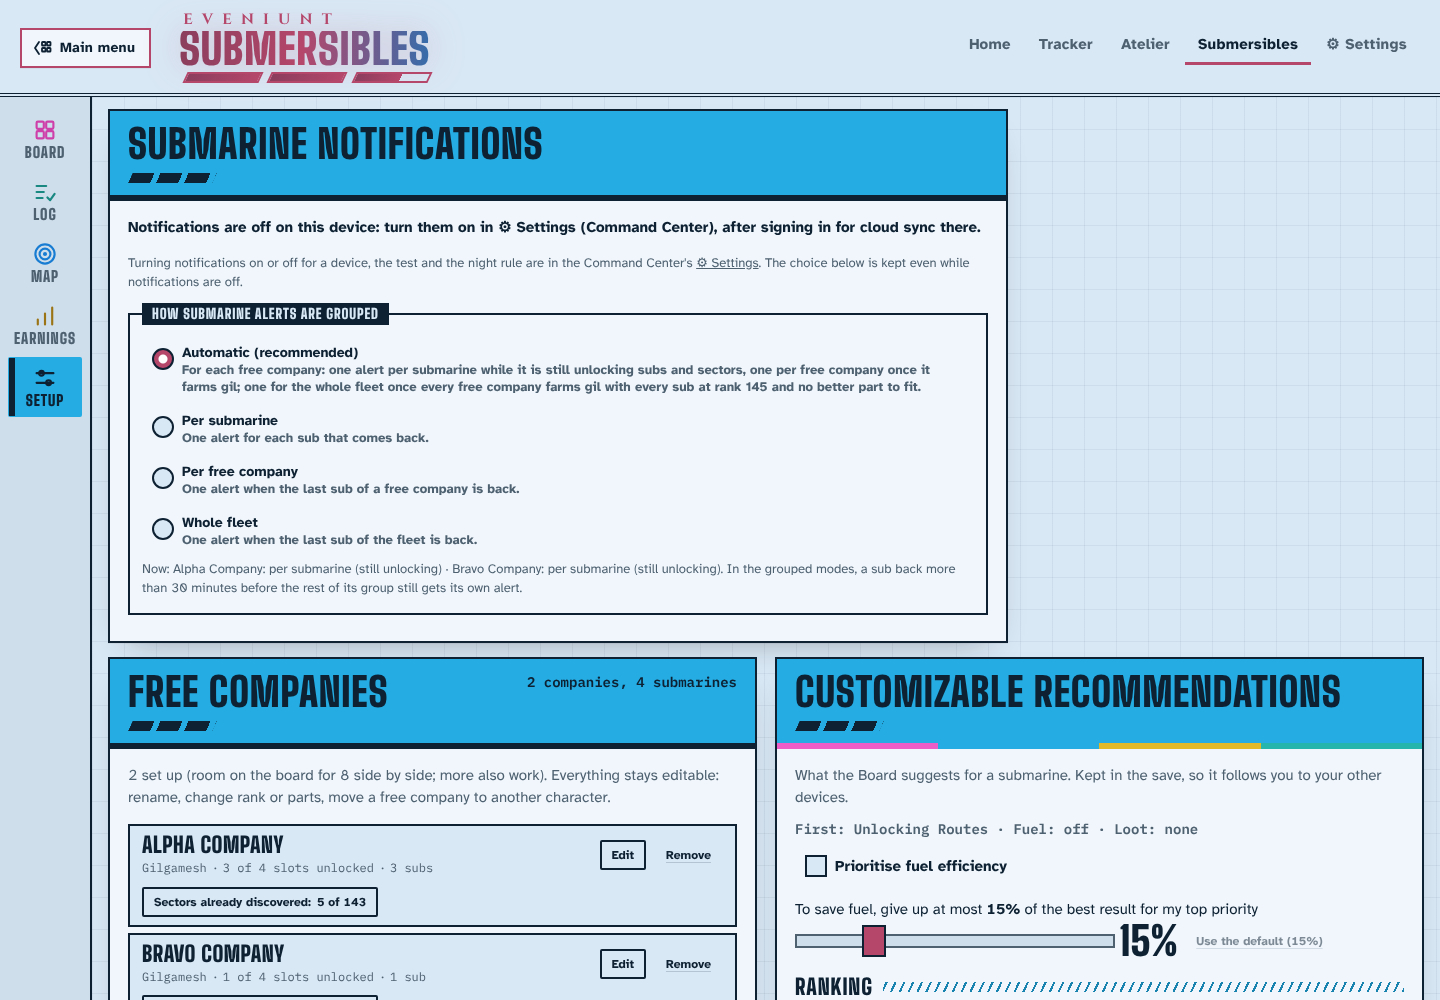 Main menu
EVENIUNT
SUBMERSIBLES
Home
Tracker
Atelier
Submersibles
⚙ Settings
BOARD
LOG
MAP
EARNINGS
SETUP
SUBMARINE NOTIFICATIONS
Notifications are off on this device: turn them on in ⚙ Settings (Command Center), after signing in for cloud sync there.
Turning notifications on or off for a device, the test and the night rule are in the Command Center's ⚙ Settings. The choice below is kept even while
notifications are off.
HOW SUBMARINE ALERTS ARE GROUPED
Automatic (recommended)
For each free company: one alert per submarine while it is still unlocking subs and sectors, one per free company once it
farms gil; one for the whole fleet once every free company farms gil with every sub at rank 145 and no better part to fit.
Per submarine
One alert for each sub that comes back.
Per free company
One alert when the last sub of a free company is back.
Whole fleet
One alert when the last sub of the fleet is back.
Now: Alpha Company: per submarine (still unlocking) · Bravo Company: per submarine (still unlocking). In the grouped modes, a sub back more
than 30 minutes before the rest of its group still gets its own alert.
FREE COMPANIES
2 companies, 4 submarines
2 set up (room on the board for 8 side by side; more also work). Everything stays editable:
rename, change rank or parts, move a free company to another character.
ALPHA COMPANY
Gilgamesh · 3 of 4 slots unlocked · 3 subs
Edit
Remove
Sectors already discovered: 5 of 143
BRAVO COMPANY
Gilgamesh · 1 of 4 slots unlocked · 1 sub
Edit
Remove
CUSTOMIZABLE RECOMMENDATIONS
What the Board suggests for a submarine. Kept in the save, so it follows you to your other
devices.
First: Unlocking Routes · Fuel: off · Loot: none
Prioritise fuel efficiency
To save fuel, give up at most 15% of the best result for my top priority
15%
Use the default (15%)
RANKING